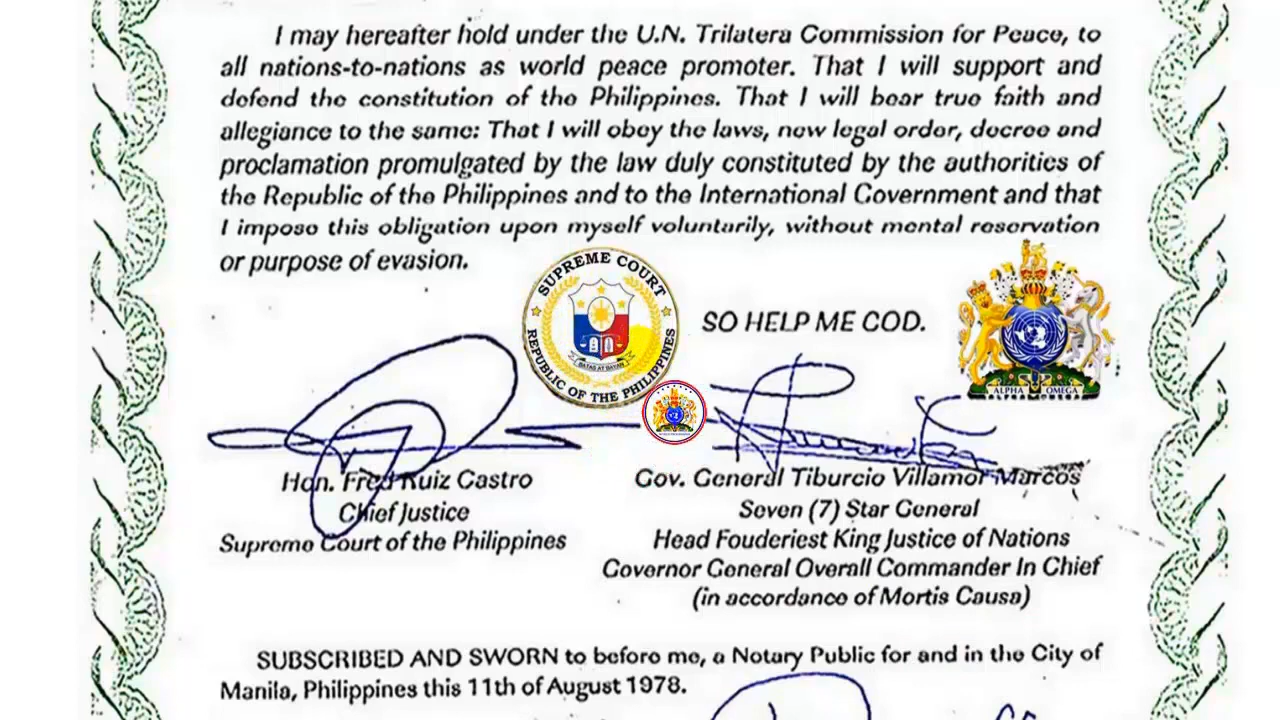 I may hereafter hold under the U.N. Trilatera Commission for Peace, to
all nations-to-nations as world peace promoter. That I will support and
defend the constitution of the Philippines. That I will bear true faith and
allegiance to the same: That I will obey the laws, new legal order, decree and
proclamation promulgated by the law duly constituted by the authorities of
the Republic of the Philippines and to the International Government and that
I impose this obligation upon myself voluntarily, without mental reservation
or purpose of evasion.
SUPREME COURT
REPUBLIC OF THE PHILIPPINES
BATAS AT BAYAN
SO HELP ME COD.
ALPHA OMEGA
Hon. Fred Ruiz Castro
Chief Justice
Supreme Court of the Philippines
Gov. General Tiburcio Villamor Marcos
Seven (7) Star General
Head Fouderiest King Justice of Nations
Governor General Overall Commander In Chief
(in accordance of Mortis Causa)
SUBSCRIBED AND SWORN to before me, a Notary Public for and in the City of
Manila, Philippines this 11th of August 1978.